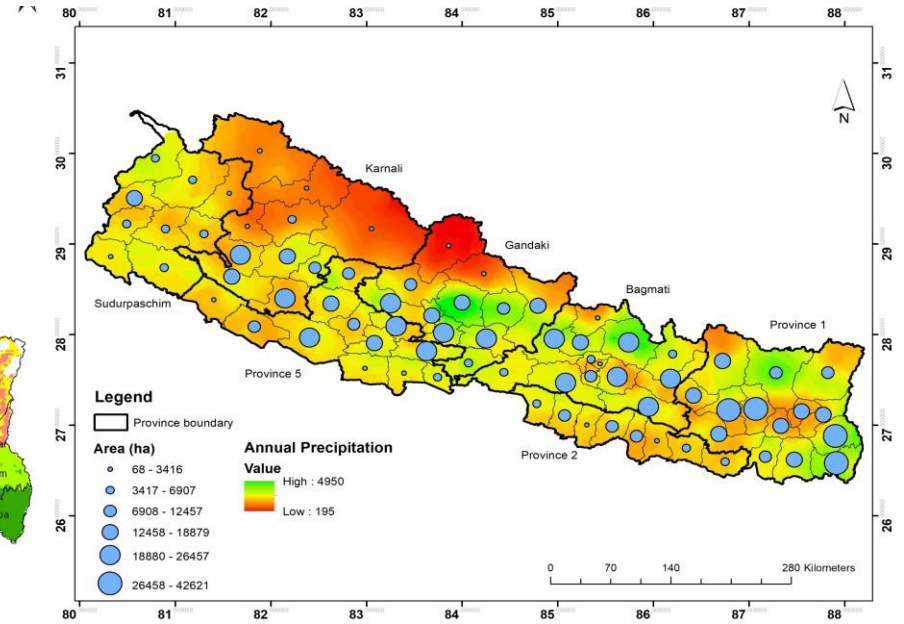 80 81 82 83 84 85 86 87 88
31 31
30 30
29 29
28 28
27 27
26 26
N
Karnali
Gandaki
Bagmati
Sudurpaschim
Province 1
Province 5
Province 2
Legend
Province boundary
Area (ha)
68 - 3416
3417 - 6907
6908 - 12457
12458 - 18879
18880 - 26457
26458 - 42621
Annual Precipitation
Value
High : 4950
Low : 195
0 70 140 280 Kilometers
80 81 82 83 84 85 86 87 88